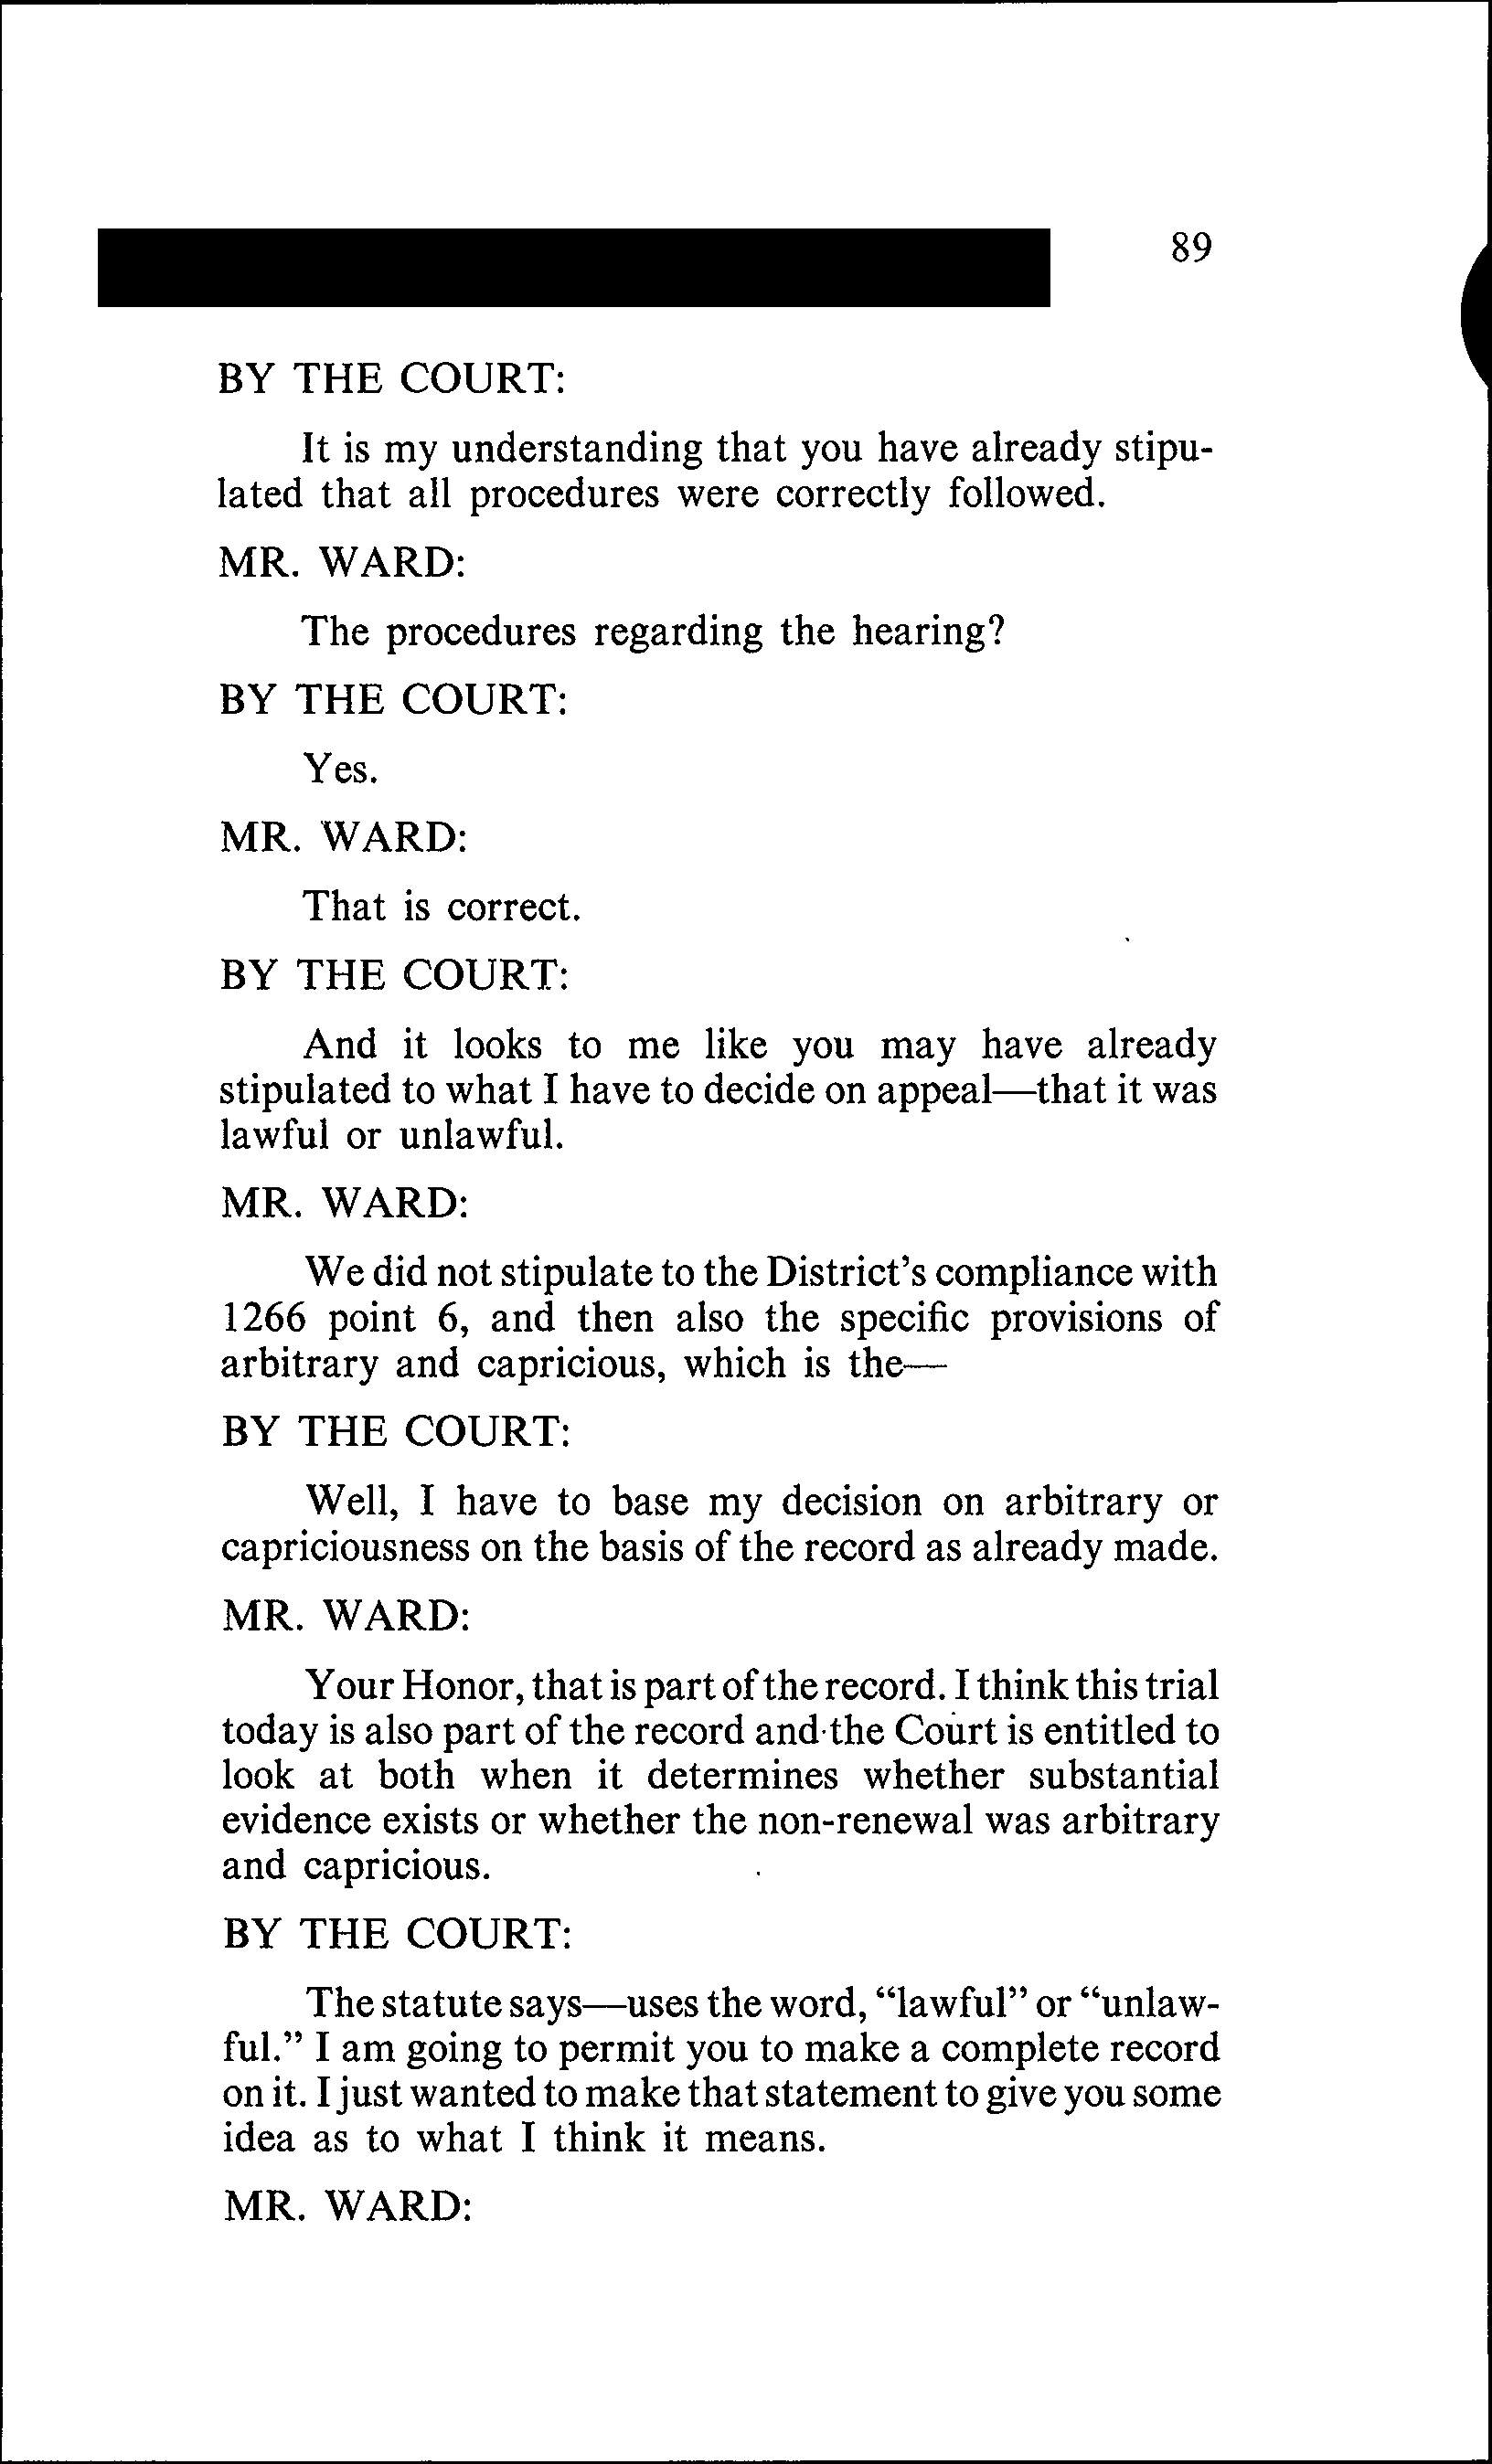 89
BY THE COURT:
It is my understanding that you have already stipu-
lated that all procedures were correctly followed.
MR. WARD:
The procedures regarding the hearing?
BY THE COURT:
Yes.
MR. WARD:
That is correct.
BY THE COURT:
And it looks to me like you may have already
stipulated to what I have to decide on appeal—that it was
lawful or unlawful.
MR. WARD:
We did not stipulate to the District's compliance with
1266 point 6, and then also the specific provisions of
arbitrary and capricious, which is the—
BY THE COURT:
Well, I have to base my decision on arbitrary or
capriciousness on the basis of the record as already made.
MR. WARD:
Your Honor, that is part of the record. I think this trial
today is also part of the record and the Court is entitled to
look at both when it determines whether substantial
evidence exists or whether the non-renewal was arbitrary
and capricious.
BY THE COURT:
The statute says—uses the word, “lawful” or “unlaw-
ful.” I am going to permit you to make a complete record
on it. I just wanted to make that statement to give you some
idea as to what I think it means.
MR. WARD: